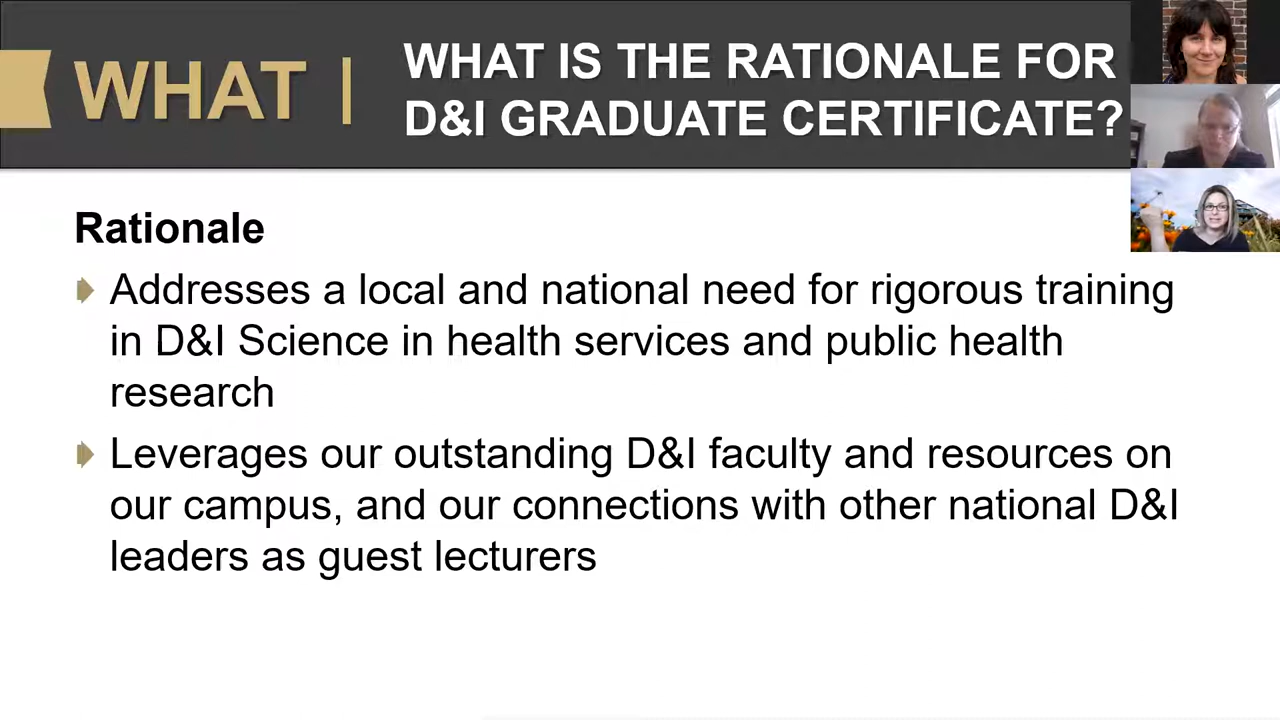 WHAT
WHAT IS THE RATIONALE FOR
D&I GRADUATE CERTIFICATE?
Rationale
Addresses a local and national need for rigorous training
in D&I Science in health services and public health
research
Leverages our outstanding D&I faculty and resources on
our campus, and our connections with other national D&I
leaders as guest lecturers